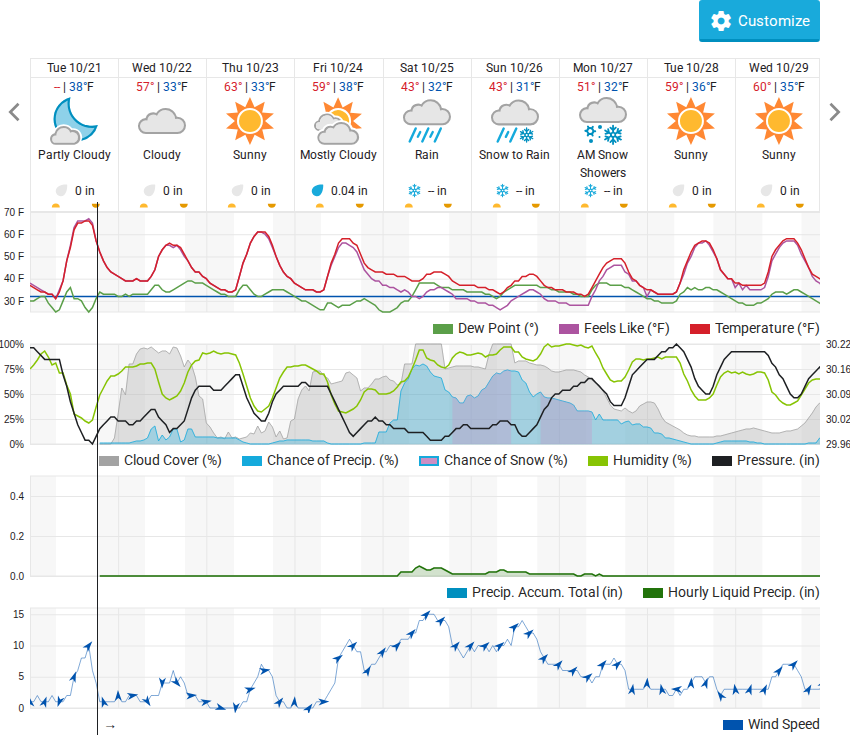 Customize
Tue 10/21 Wed 10/22 Thu 10/23 Fri 10/24 Sat 10/25 Sun 10/26 Mon 10/27 Tue 10/28 Wed 10/29
-- | 38°F 57° | 33°F 63° | 33°F 59° | 38°F 43° | 32°F 43° | 31°F 51° | 32°F 59° | 36°F 60° | 35°F
Partly Cloudy Cloudy Sunny Mostly Cloudy Rain Snow to Rain AM Snow Sunny Sunny
Showers
0 in 0 in 0 in 0.04 in -- in -- in -- in 0 in 0 in
70 F
60 F
50 F
40 F
30 F
Dew Point (°) Feels Like (°F) Temperature (°F)
100% 30.22
75% 30.16
50% 30.09
25% 30.02
0% 29.96
Cloud Cover (%) Chance of Precip. (%) Chance of Snow (%) Humidity (%) Pressure. (in)
0.4
0.2
0.0
Precip. Accum. Total (in) Hourly Liquid Precip. (in)
15
10
5
0
→
Wind Speed